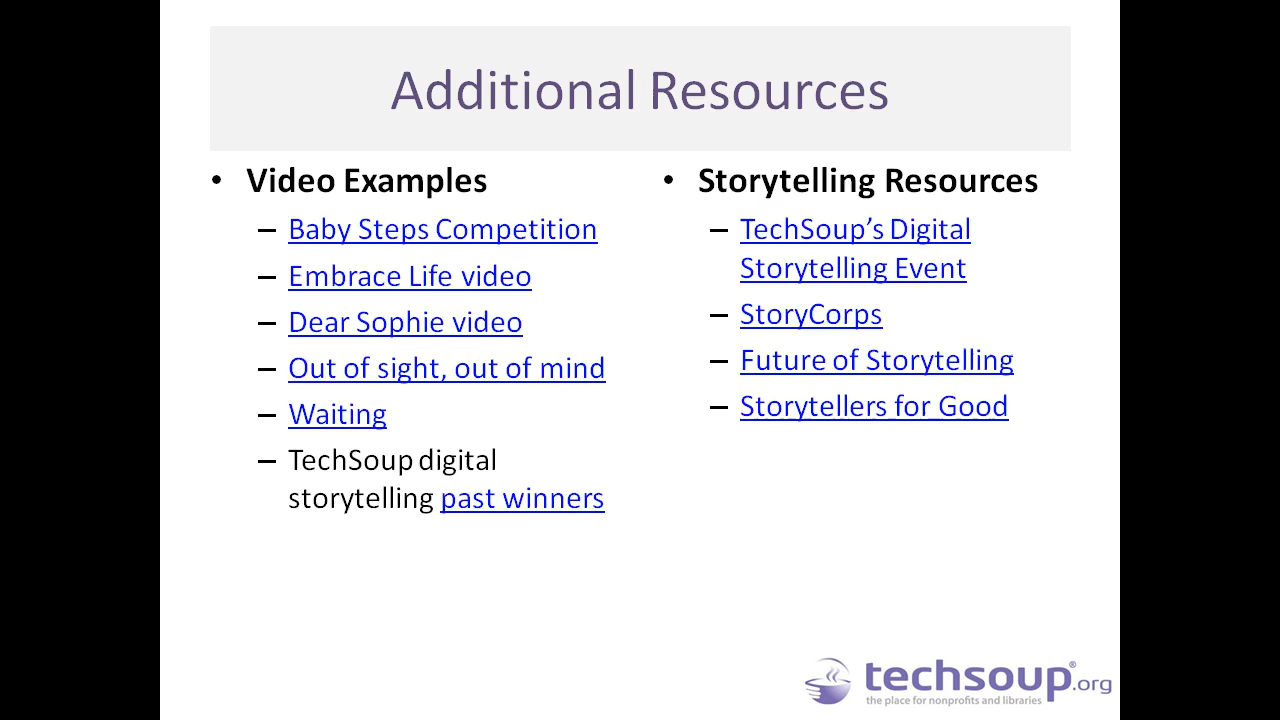 Additional Resources
• Video Examples
– Baby Steps Competition
– Embrace Life video
– Dear Sophie video
– Out of sight, out of mind
– Waiting
– TechSoup digital
storytelling past winners
• Storytelling Resources
– TechSoup’s Digital
Storytelling Event
– StoryCorps
– Future of Storytelling
– Storytellers for Good
techsoup®.org
the place for nonprofits and libraries